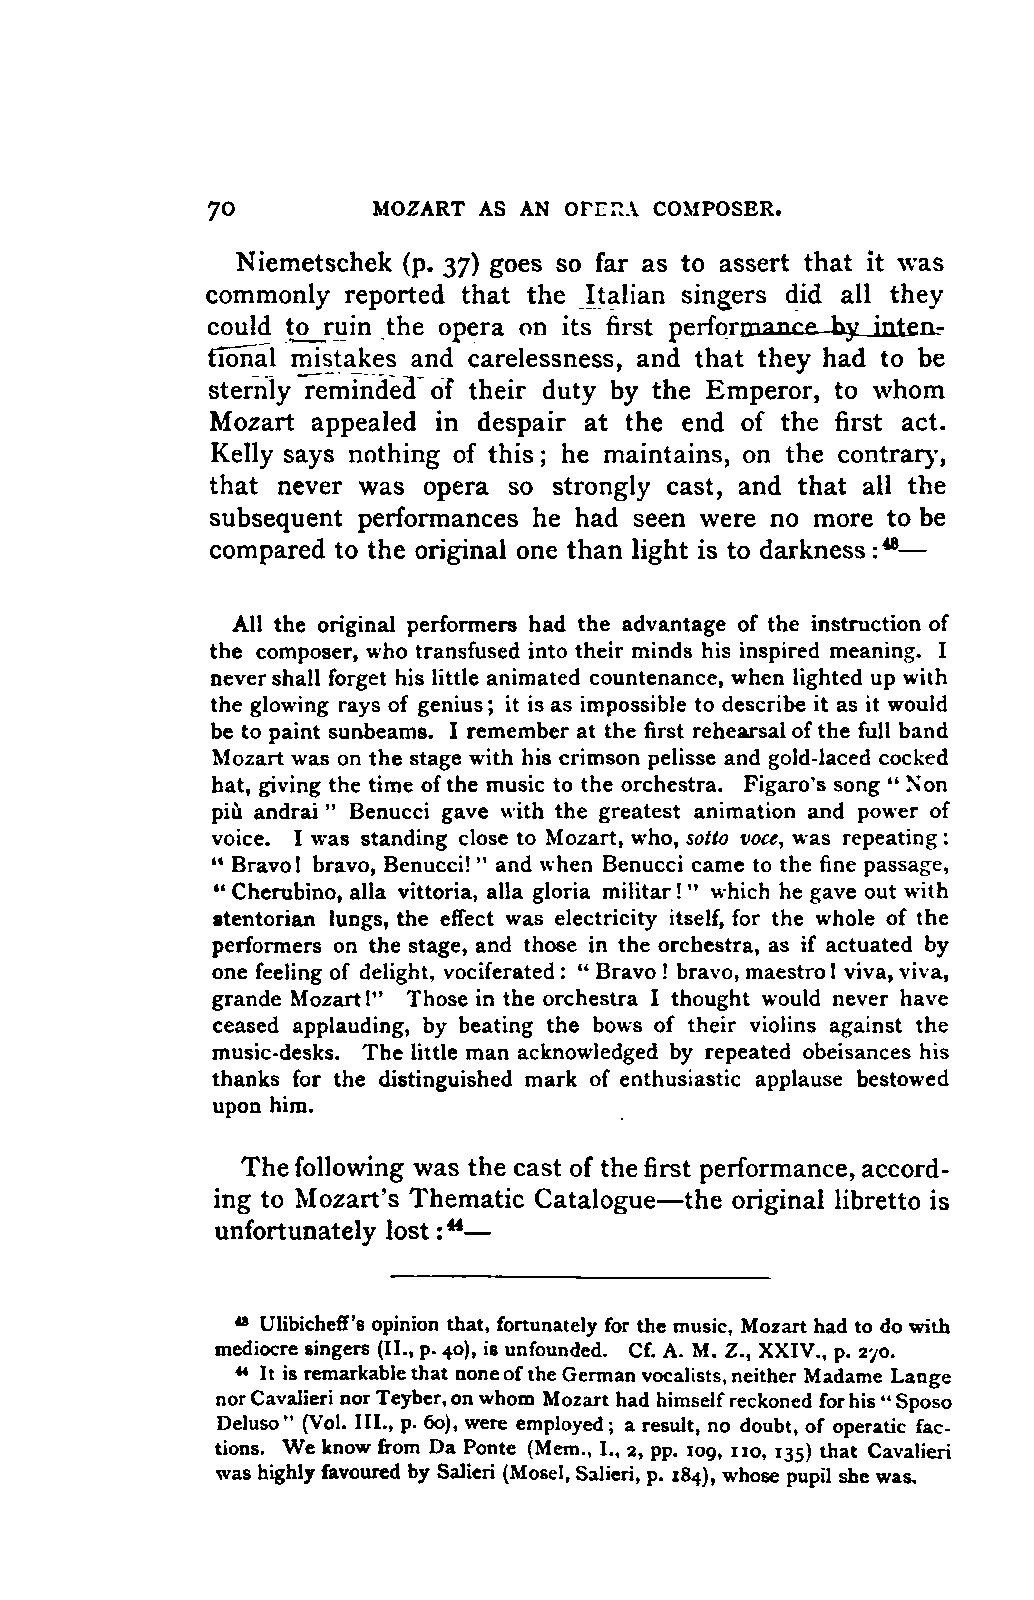 70 MOZART AS AN OPERA COMPOSER.
Niemetschek (p. 37) goes so far as to assert that it was
commonly reported that the Italian singers did all they
could to ruin the opera on its first performance by inten-
tional mistakes and carelessness, and that they had to be
sternly reminded of their duty by the Emperor, to whom
Mozart appealed in despair at the end of the first act.
Kelly says nothing of this; he maintains, on the contrary,
that never was opera so strongly cast, and that all the
subsequent performances he had seen were no more to be
compared to the original one than light is to darkness:⁴³—
All the original performers had the advantage of the instruction of
the composer, who transfused into their minds his inspired meaning. I
never shall forget his little animated countenance, when lighted up with
the glowing rays of genius; it is as impossible to describe it as it would
be to paint sunbeams. I remember at the first rehearsal of the full band
Mozart was on the stage with his crimson pelisse and gold-laced cocked
hat, giving the time of the music to the orchestra. Figaro's song "Non
più andrai" Benucci gave with the greatest animation and power of
voice. I was standing close to Mozart, who, sotto voce, was repeating:
"Bravo! bravo, Benucci!" and when Benucci came to the fine passage,
"Cherubino, alla vittoria, alla gloria militar!" which he gave out with
stentorian lungs, the effect was electricity itself, for the whole of the
performers on the stage, and those in the orchestra, as if actuated by
one feeling of delight, vociferated: "Bravo! bravo, maestro! viva, viva,
grande Mozart!" Those in the orchestra I thought would never have
ceased applauding, by beating the bows of their violins against the
music-desks. The little man acknowledged by repeated obeisances his
thanks for the distinguished mark of enthusiastic applause bestowed
upon him.
The following was the cast of the first performance, accord-
ing to Mozart's Thematic Catalogue—the original libretto is
unfortunately lost:⁴⁴—
⁴³ Ulibicheff's opinion that, fortunately for the music, Mozart had to do with
mediocre singers (II., p. 40), is unfounded. Cf. A. M. Z., XXIV., p. 270.
⁴⁴ It is remarkable that none of the German vocalists, neither Madame Lange
nor Cavalieri nor Teyber, on whom Mozart had himself reckoned for his "Sposo
Deluso" (Vol. III., p. 60), were employed; a result, no doubt, of operatic fac-
tions. We know from Da Ponte (Mem., I., 2, pp. 109, 110, 135) that Cavalieri
was highly favoured by Salieri (Mosel, Salieri, p. 184), whose pupil she was.